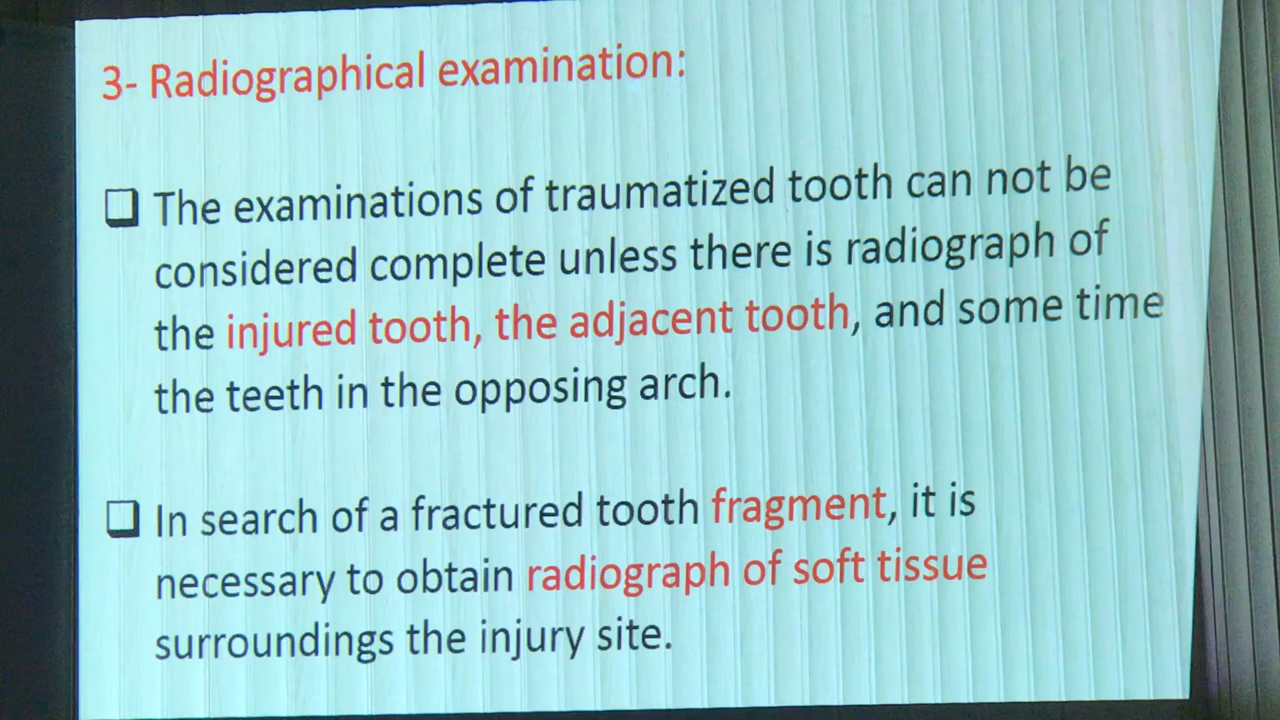 3- Radiographical examination:
❑ The examinations of traumatized tooth can not be
considered complete unless there is radiograph of
the injured tooth, the adjacent tooth, and some time
the teeth in the opposing arch.
❑ In search of a fractured tooth fragment, it is
necessary to obtain radiograph of soft tissue
surroundings the injury site.